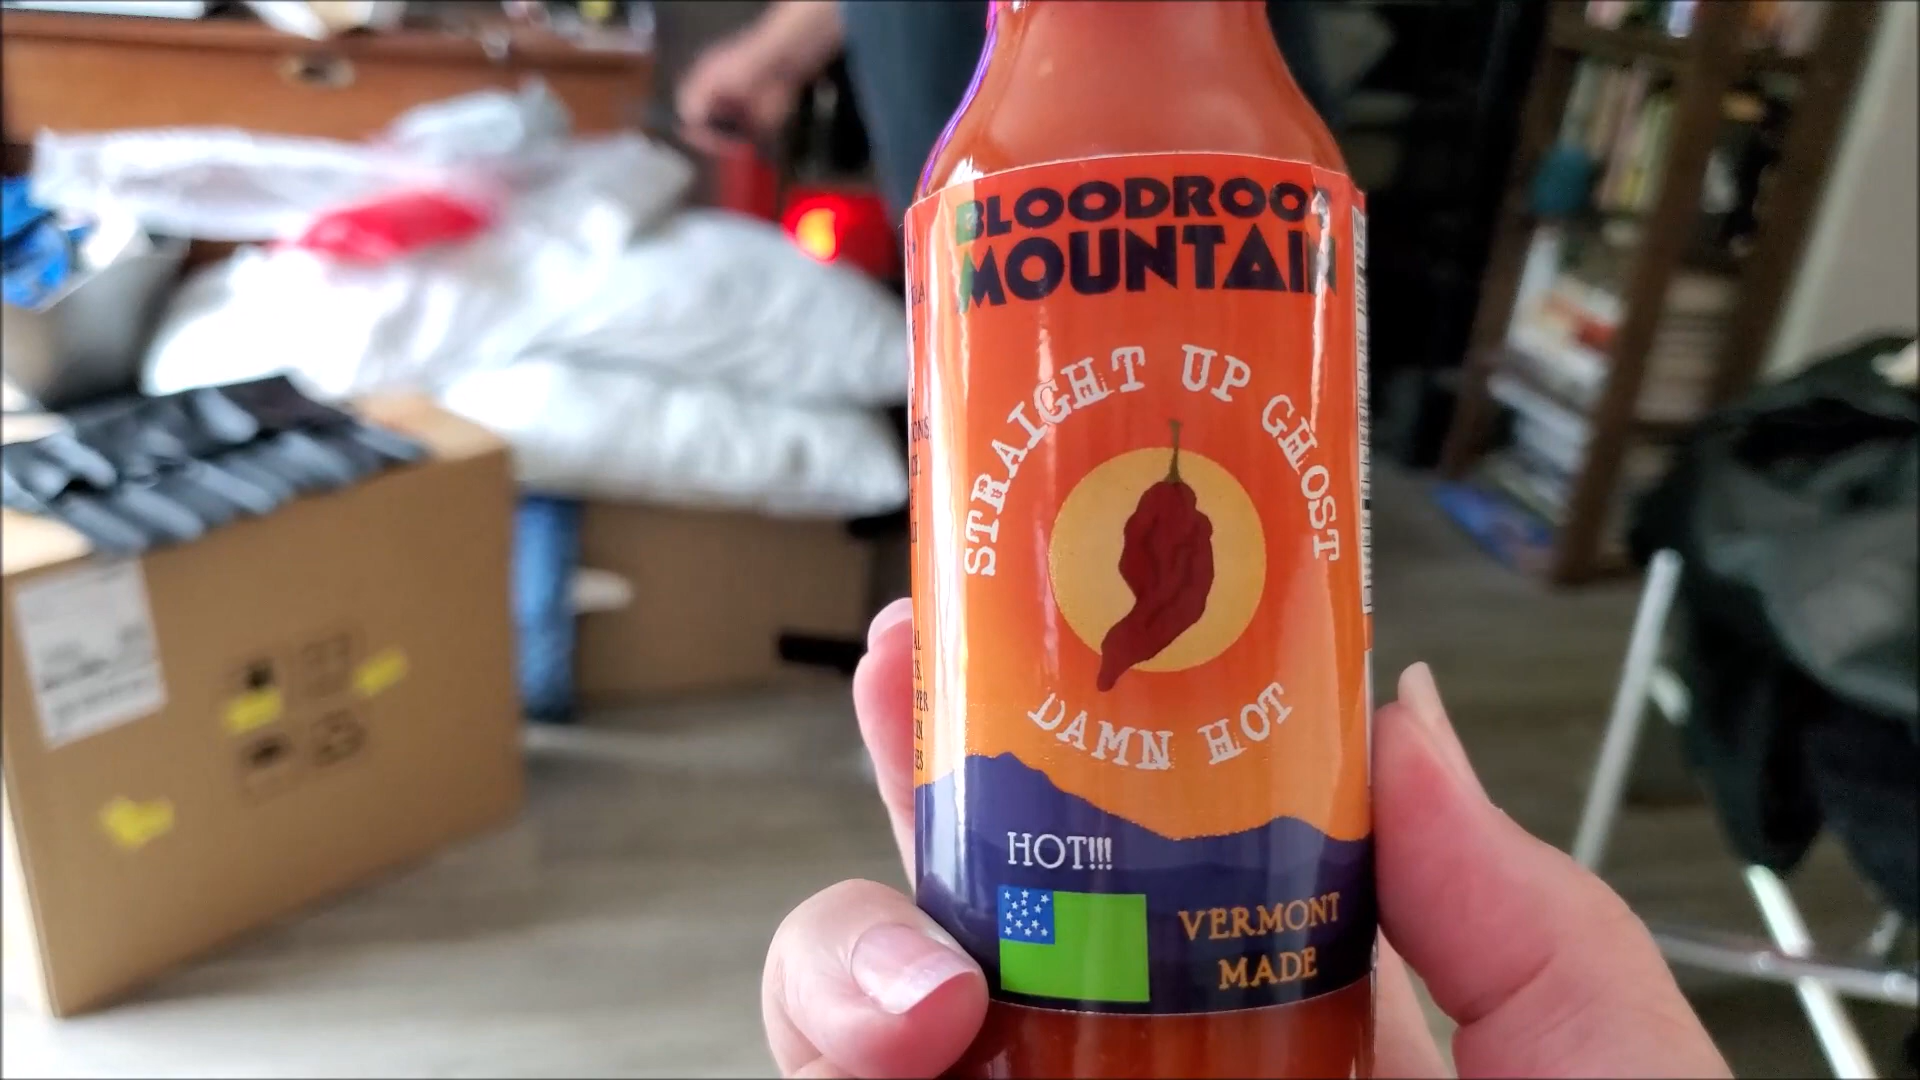 BLOODROOT
MOUNTAIN
STRAIGHT UP GHOST
DAMN HOT
HOT!!!
VERMONT
MADE